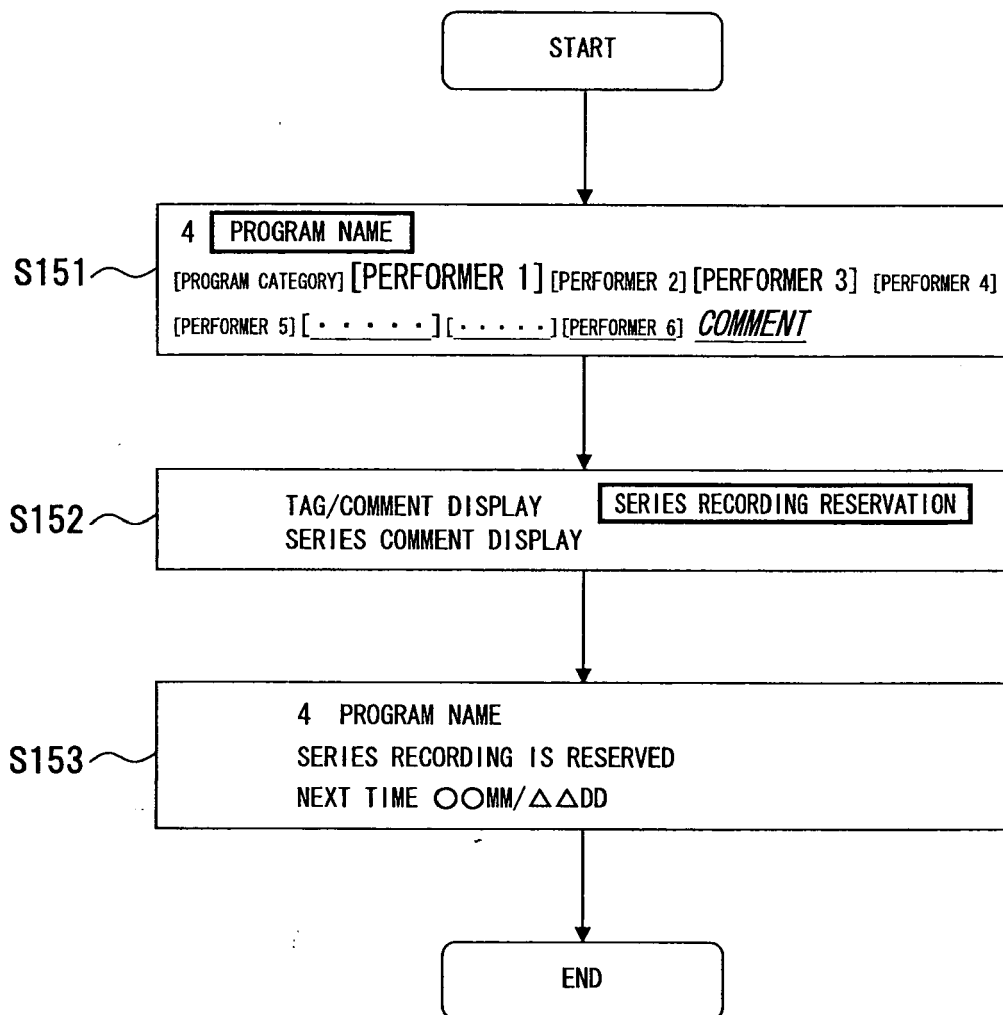 START
S151
4 PROGRAM NAME
[PROGRAM CATEGORY] [PERFORMER 1] [PERFORMER 2] [PERFORMER 3] [PERFORMER 4]
[PERFORMER 5] [·····] [·····] [PERFORMER 6] COMMENT
S152
TAG/COMMENT DISPLAY SERIES RECORDING RESERVATION
SERIES COMMENT DISPLAY
S153
4 PROGRAM NAME
SERIES RECORDING IS RESERVED
NEXT TIME ○○MM/△△DD
END